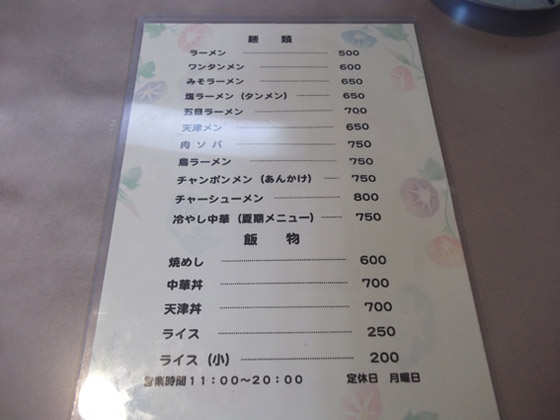 麺 類
ラーメン 500
ワンタンメン 600
みそラーメン 650
塩ラーメン（タンメン） 650
五目ラーメン 700
天津メン 650
肉ソバ 750
鳥ラーメン 750
チャンポンメン（あんかけ） 750
チャーシューメン 800
冷やし中華（夏期メニュー） 750
飯 物
焼めし 600
中華丼 700
天津丼 700
ライス 250
ライス（小） 200
営業時間11：00〜20：00 定休日 月曜日